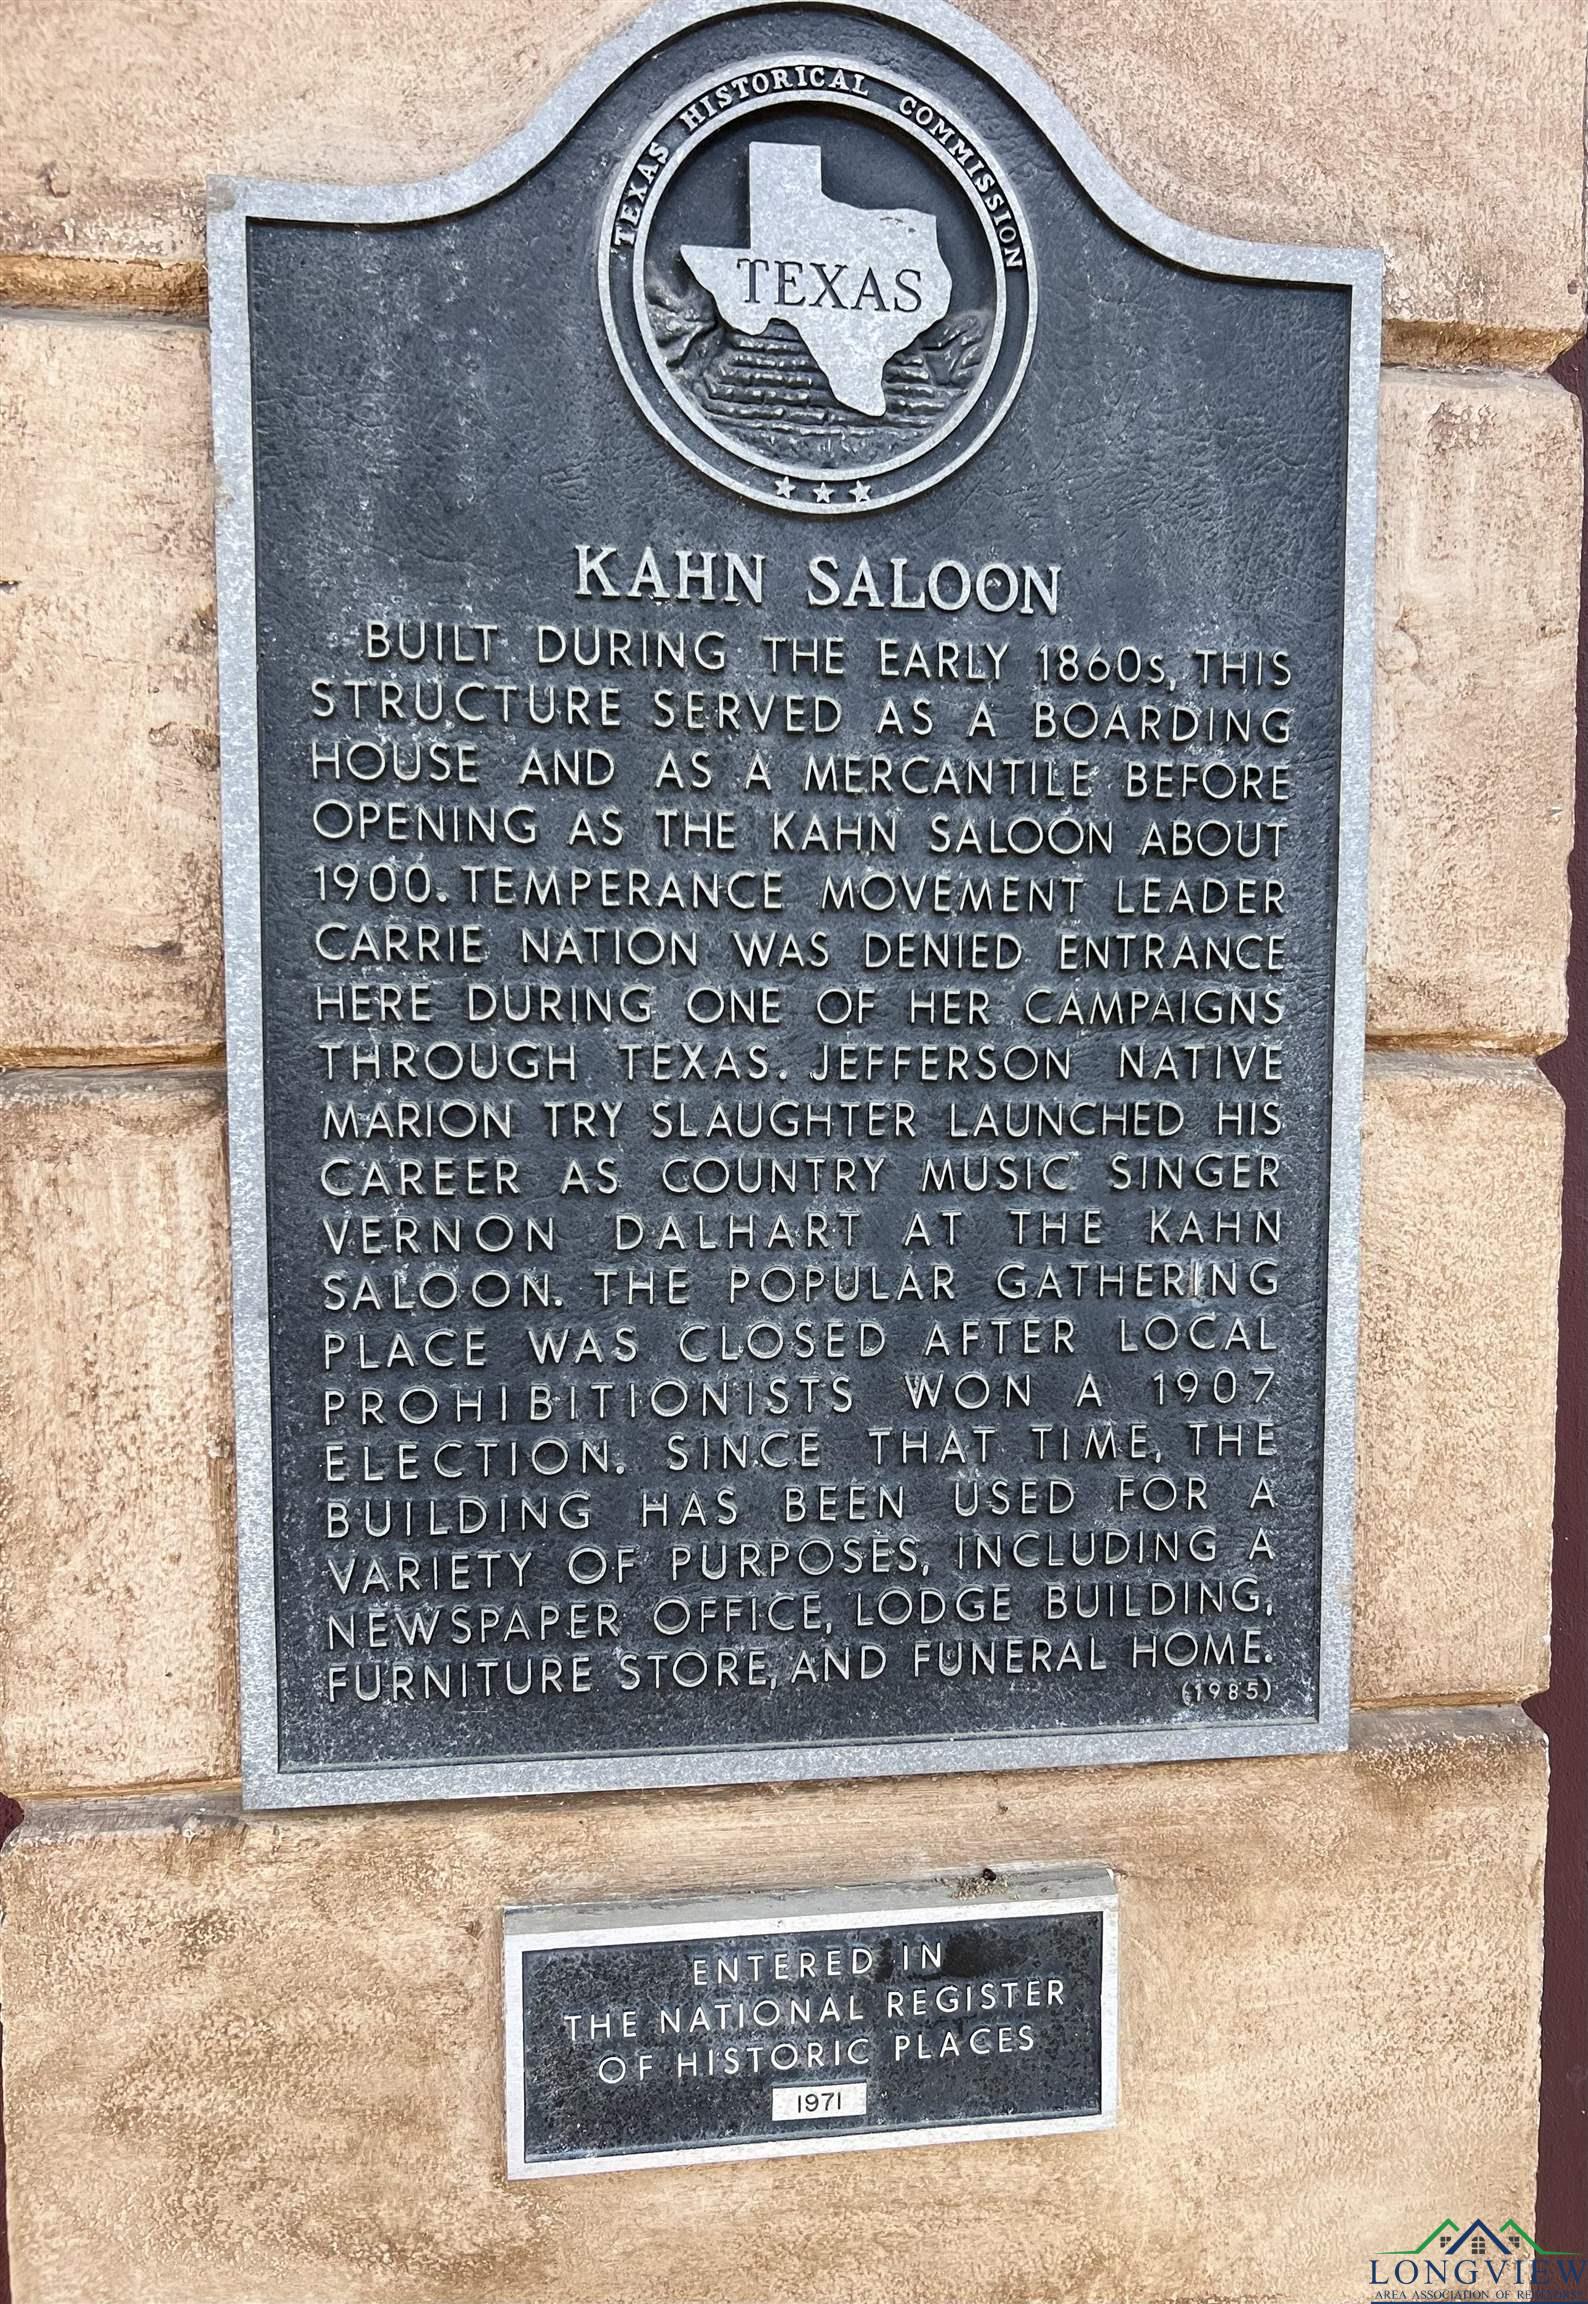 TEXAS HISTORICAL COMMISSION
TEXAS
KAHN SALOON
BUILT DURING THE EARLY 1860s, THIS
STRUCTURE SERVED AS A BOARDING
HOUSE AND AS A MERCANTILE BEFORE
OPENING AS THE KAHN SALOON ABOUT
1900. TEMPERANCE MOVEMENT LEADER
CARRIE NATION WAS DENIED ENTRANCE
HERE DURING ONE OF HER CAMPAIGNS
THROUGH TEXAS. JEFFERSON NATIVE
MARION TRY SLAUGHTER LAUNCHED HIS
CAREER AS COUNTRY MUSIC SINGER
VERNON DALHART AT THE KAHN
SALOON. THE POPULAR GATHERING
PLACE WAS CLOSED AFTER LOCAL
PROHIBITIONISTS WON A 1907
ELECTION. SINCE THAT TIME, THE
BUILDING HAS BEEN USED FOR A
VARIETY OF PURPOSES, INCLUDING A
NEWSPAPER OFFICE, LODGE BUILDING,
FURNITURE STORE, AND FUNERAL HOME.
(1985)
ENTERED IN
THE NATIONAL REGISTER
OF HISTORIC PLACES
1971
LONGVIEW
AREA ASSOCIATION OF REALTORS